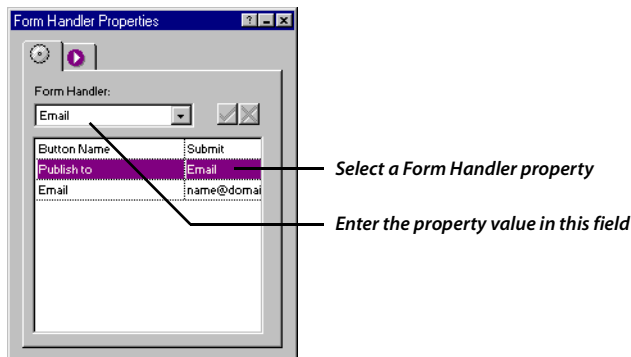 Form Handler Properties
Form Handler:
Email
Button Name Submit
Publish to Email
Email name@domai
Select a Form Handler property
Enter the property value in this field